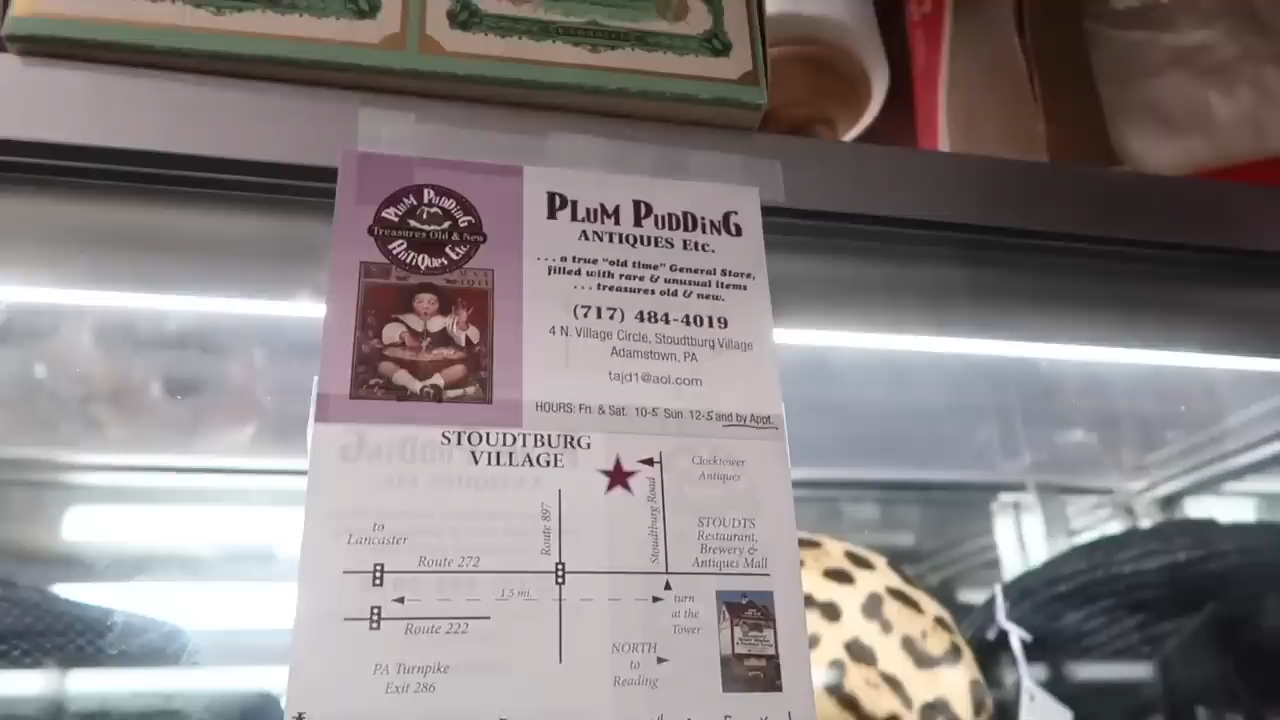 PLUM PUDDING
Treasures Old & New
ANTIQUES Etc.
MAY
1911
PLUM PUDDING
ANTIQUES Etc.
. . . a true "old time" General Store,
filled with rare & unusual items
. . . treasures old & new.
(717) 484-4019
4 N. Village Circle, Stoudtburg Village
Adamstown, PA
tajd1@aol.com
HOURS: Fri. & Sat. 10-5 Sun. 12-5 and by Appt.
STOUDTBURG
VILLAGE
Clocktower
Antiques
Stoudtburg Road
Route 897
to
Lancaster
Route 272
STOUDTS
Restaurant,
Brewery &
Antiques Mall
1.5 mi.
turn
at the
Tower
Route 222
NORTH
to
Reading
PA Turnpike
Exit 286